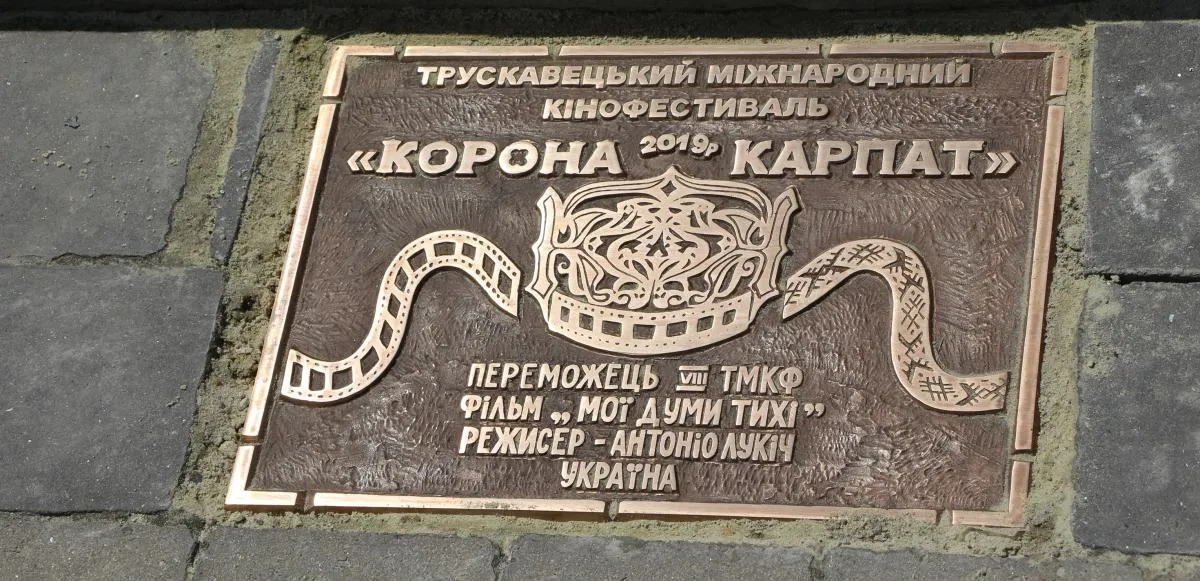 ТРУСКАВЕЦЬКИЙ МІЖНАРОДНИЙ
КІНОФЕСТИВАЛЬ
«КОРОНА 2019р КАРПАТ»
ПЕРЕМОЖЕЦЬ VIII ТМКФ
ФІЛЬМ „МОЇ ДУМИ ТИХІ”
РЕЖИСЕР - АНТОНІО ЛУКІЧ
УКРАЇНА